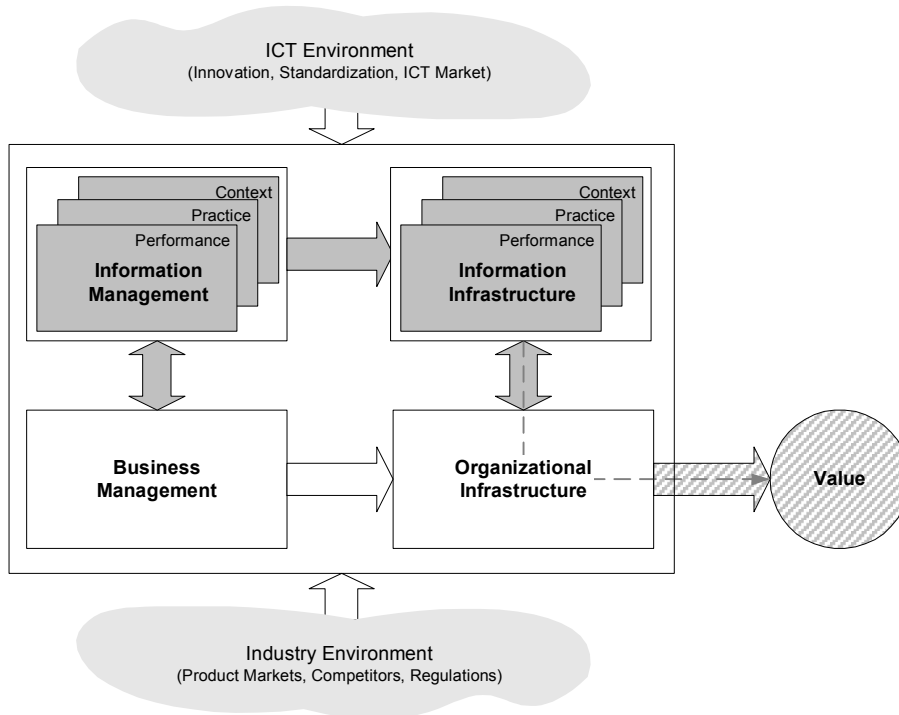 ICT Environment
(Innovation, Standardization, ICT Market)
Context
Practice
Performance
Information
Management
Context
Practice
Performance
Information
Infrastructure
Business
Management
Organizational
Infrastructure
Value
Industry Environment
(Product Markets, Competitors, Regulations)